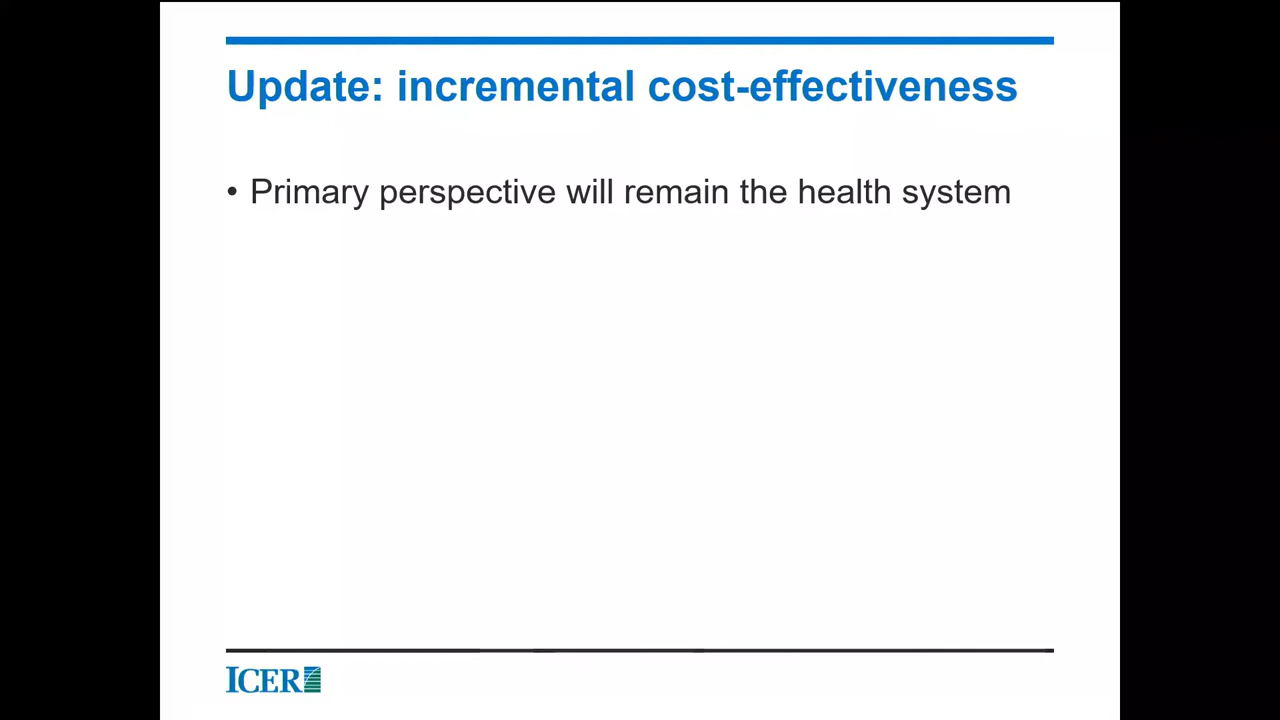 Update: incremental cost-effectiveness
• Primary perspective will remain the health system
ICER